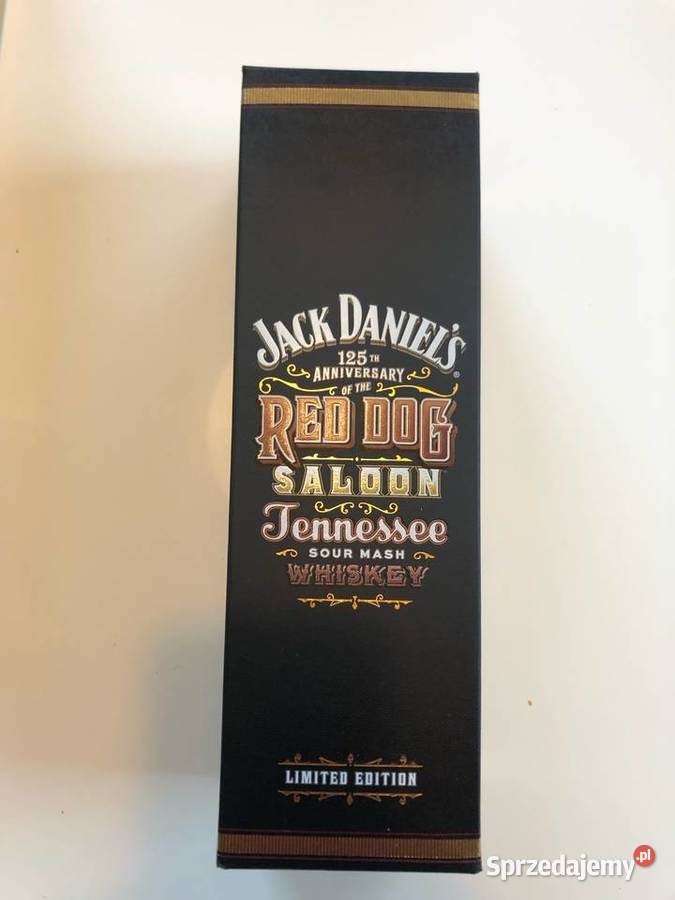 JACK DANIEL'S
125TH
ANNIVERSARY
OF THE
RED DOG
SALOON
Tennessee
SOUR MASH
WHISKEY
LIMITED EDITION
Sprzedajemy.pl